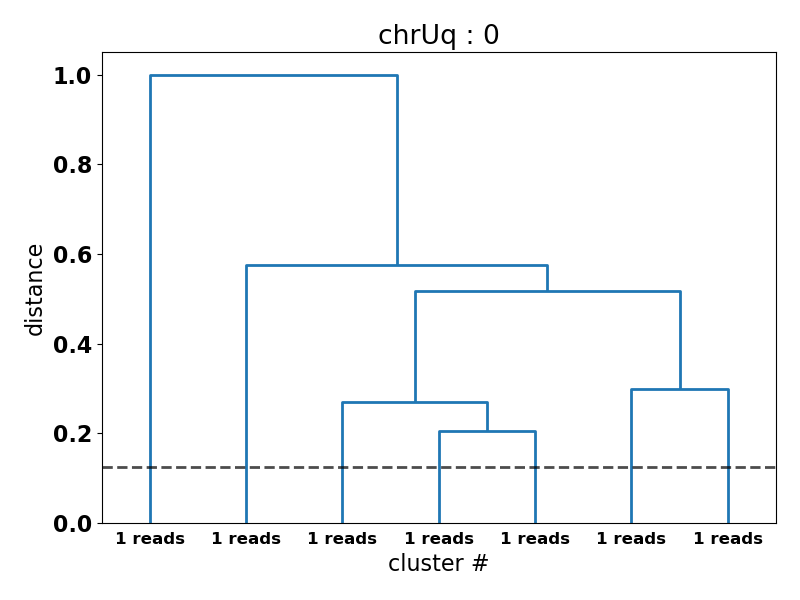 chrUq : 0
1.0
0.8
0.6
0.4
0.2
0.0
distance
1 reads 1 reads 1 reads 1 reads 1 reads 1 reads 1 reads
cluster #